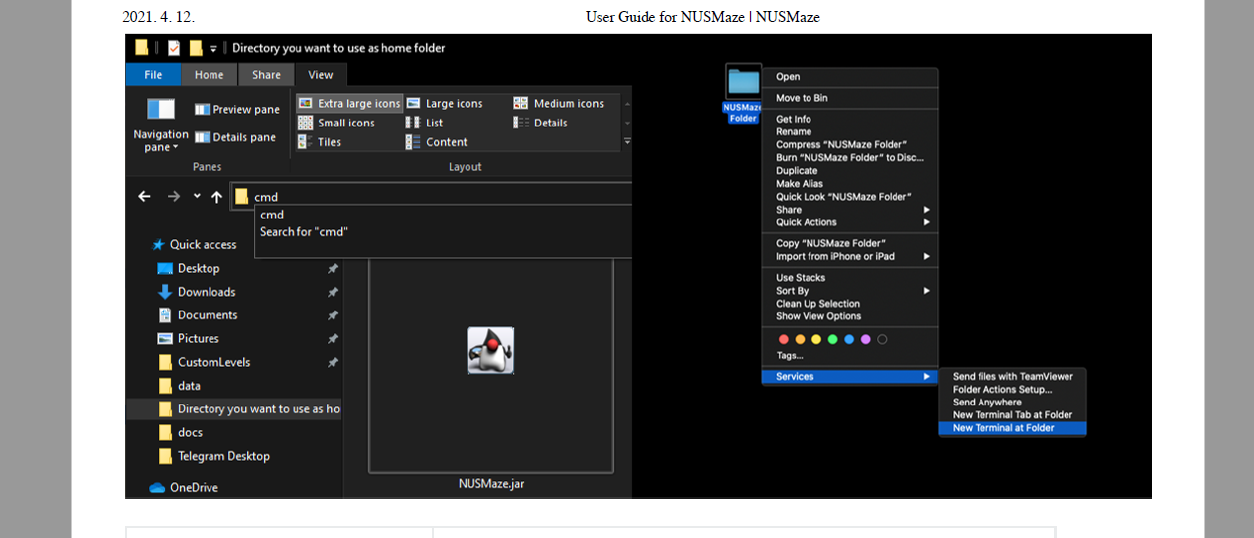 2021. 4. 12.
User Guide for NUSMaze | NUSMaze
Directory you want to use as home folder
File Home Share View
Navigation pane
Preview pane
Details pane
Panes
Extra large icons Large icons Medium icons
Small icons List Details
Tiles Content
Layout
cmd
cmd
Search for "cmd"
Quick access
Desktop
Downloads
Documents
Pictures
CustomLevels
data
Directory you want to use as ho
docs
Telegram Desktop
OneDrive
NUSMaze.jar
NUSMaze
Folder
Open
Move to Bin
Get Info
Rename
Compress "NUSMaze Folder"
Burn "NUSMaze Folder" to Disc...
Duplicate
Make Alias
Quick Look "NUSMaze Folder"
Share
Quick Actions
Copy "NUSMaze Folder"
Import from iPhone or iPad
Use Stacks
Sort By
Clean Up Selection
Show View Options
Tags...
Services
Send files with TeamViewer
Folder Actions Setup...
Send Anywhere
New Terminal Tab at Folder
New Terminal at Folder